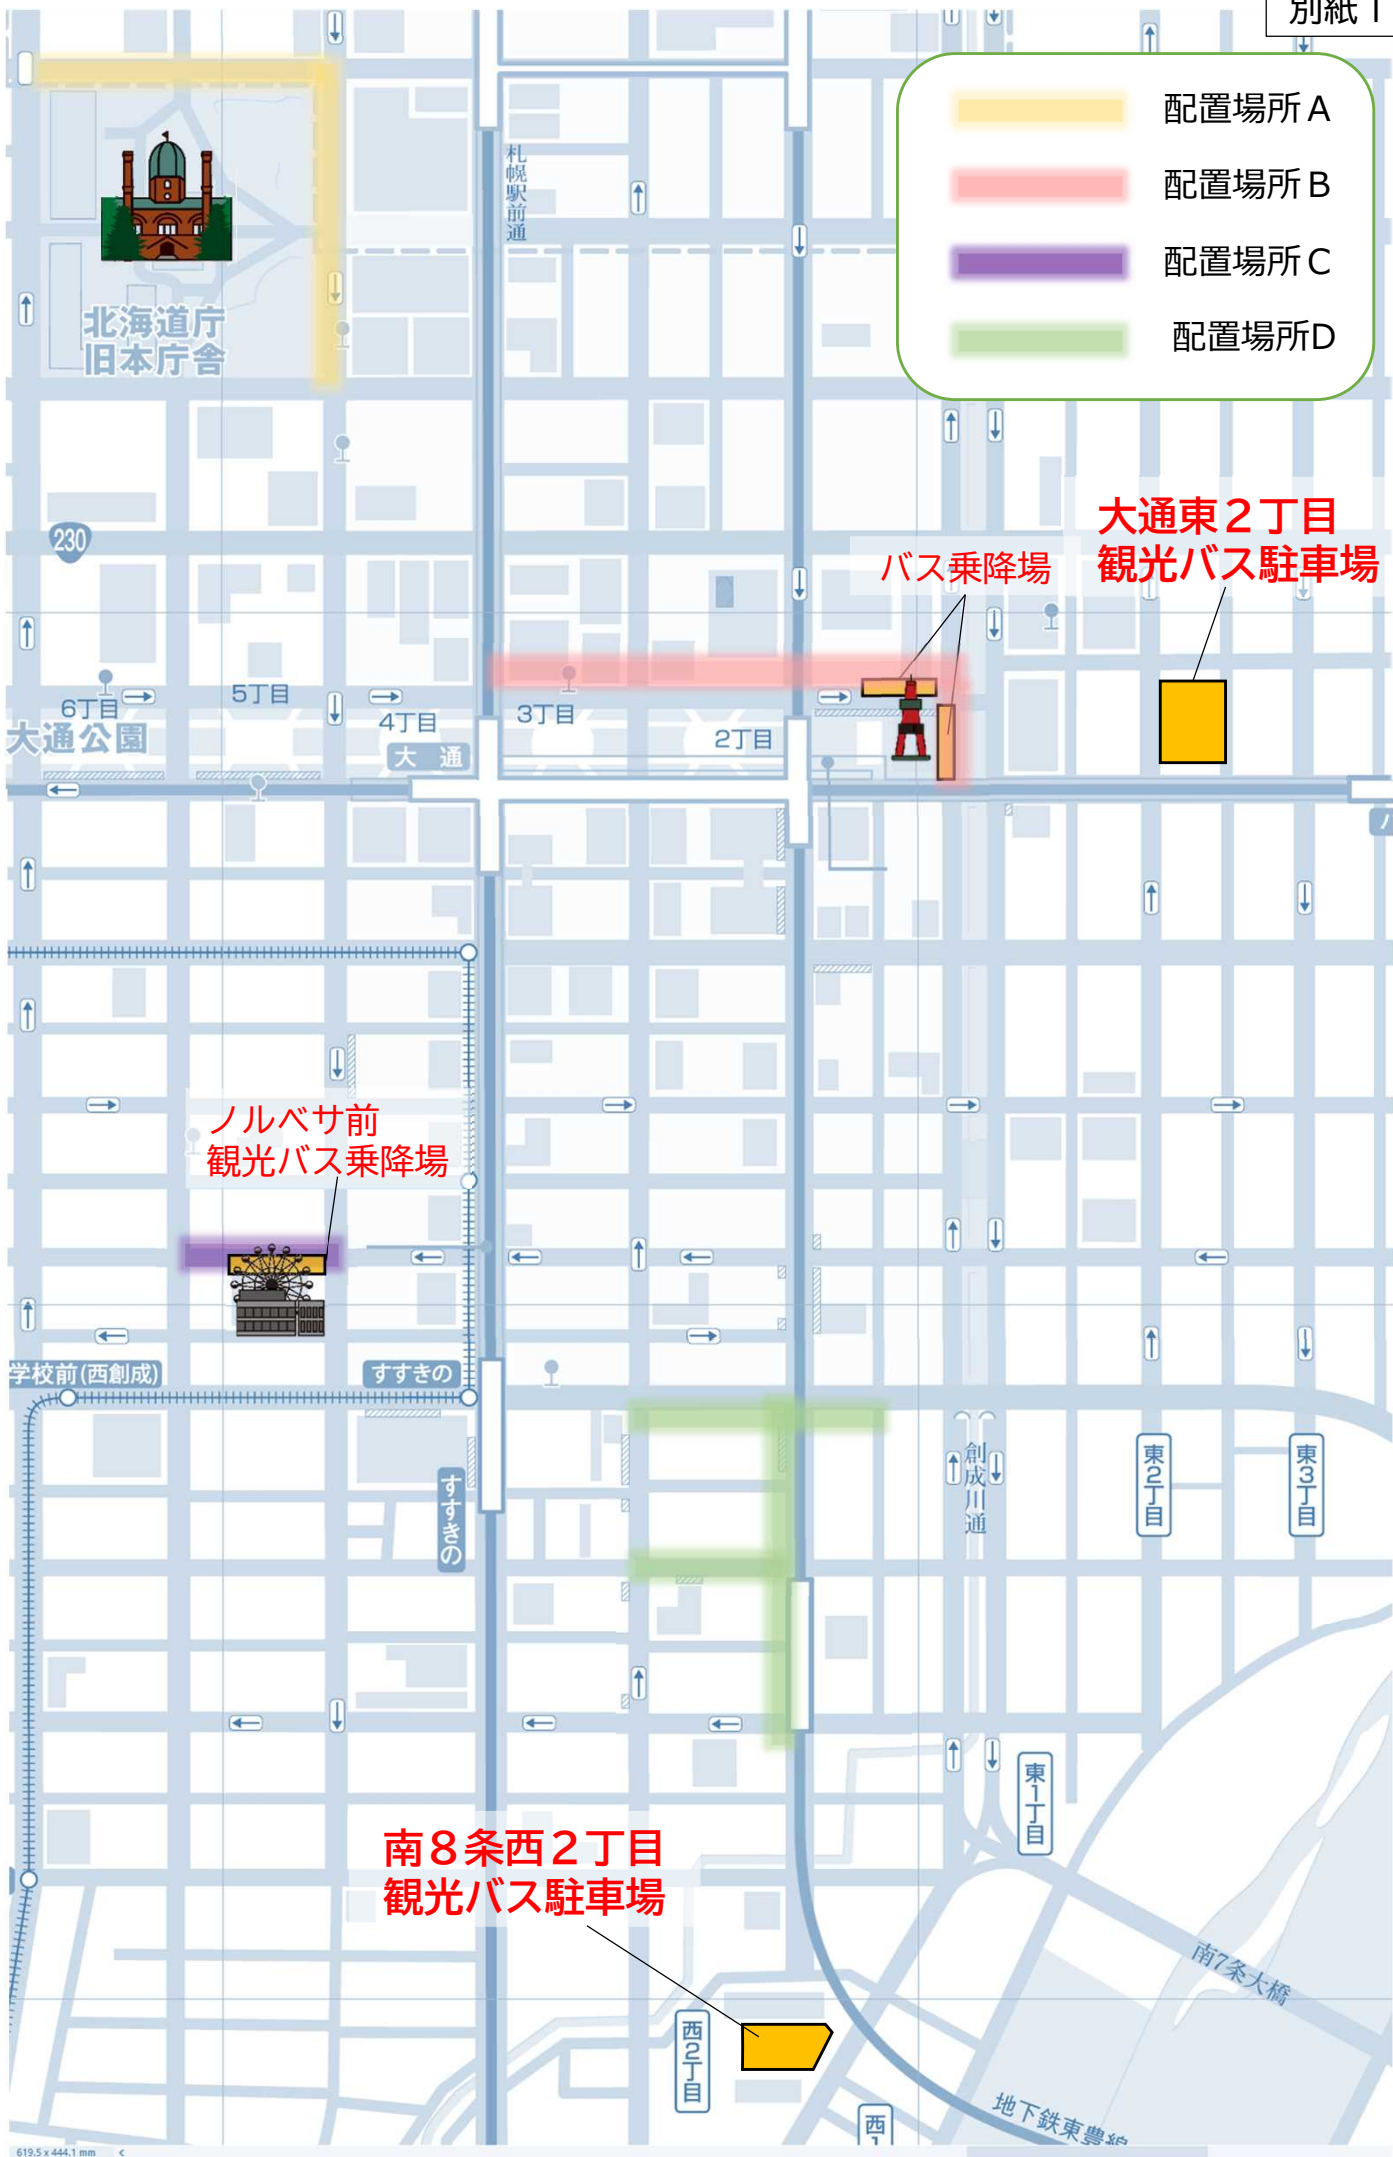 別紙1
配置場所A
配置場所B
配置場所C
配置場所D
札幌駅前通
北海道庁
旧本庁舎
230
大通東2丁目
観光バス駐車場
バス乗降場
6丁目
5丁目
4丁目
3丁目
2丁目
大通公園
大 通
ノルベサ前
観光バス乗降場
学校前(西創成)
すすきの
すすきの
創成川通
東2丁目
東3丁目
東1丁目
南8条西2丁目
観光バス駐車場
南7条大橋
西2丁目
西1
地下鉄東豊線
619.5 x 444.1 mm